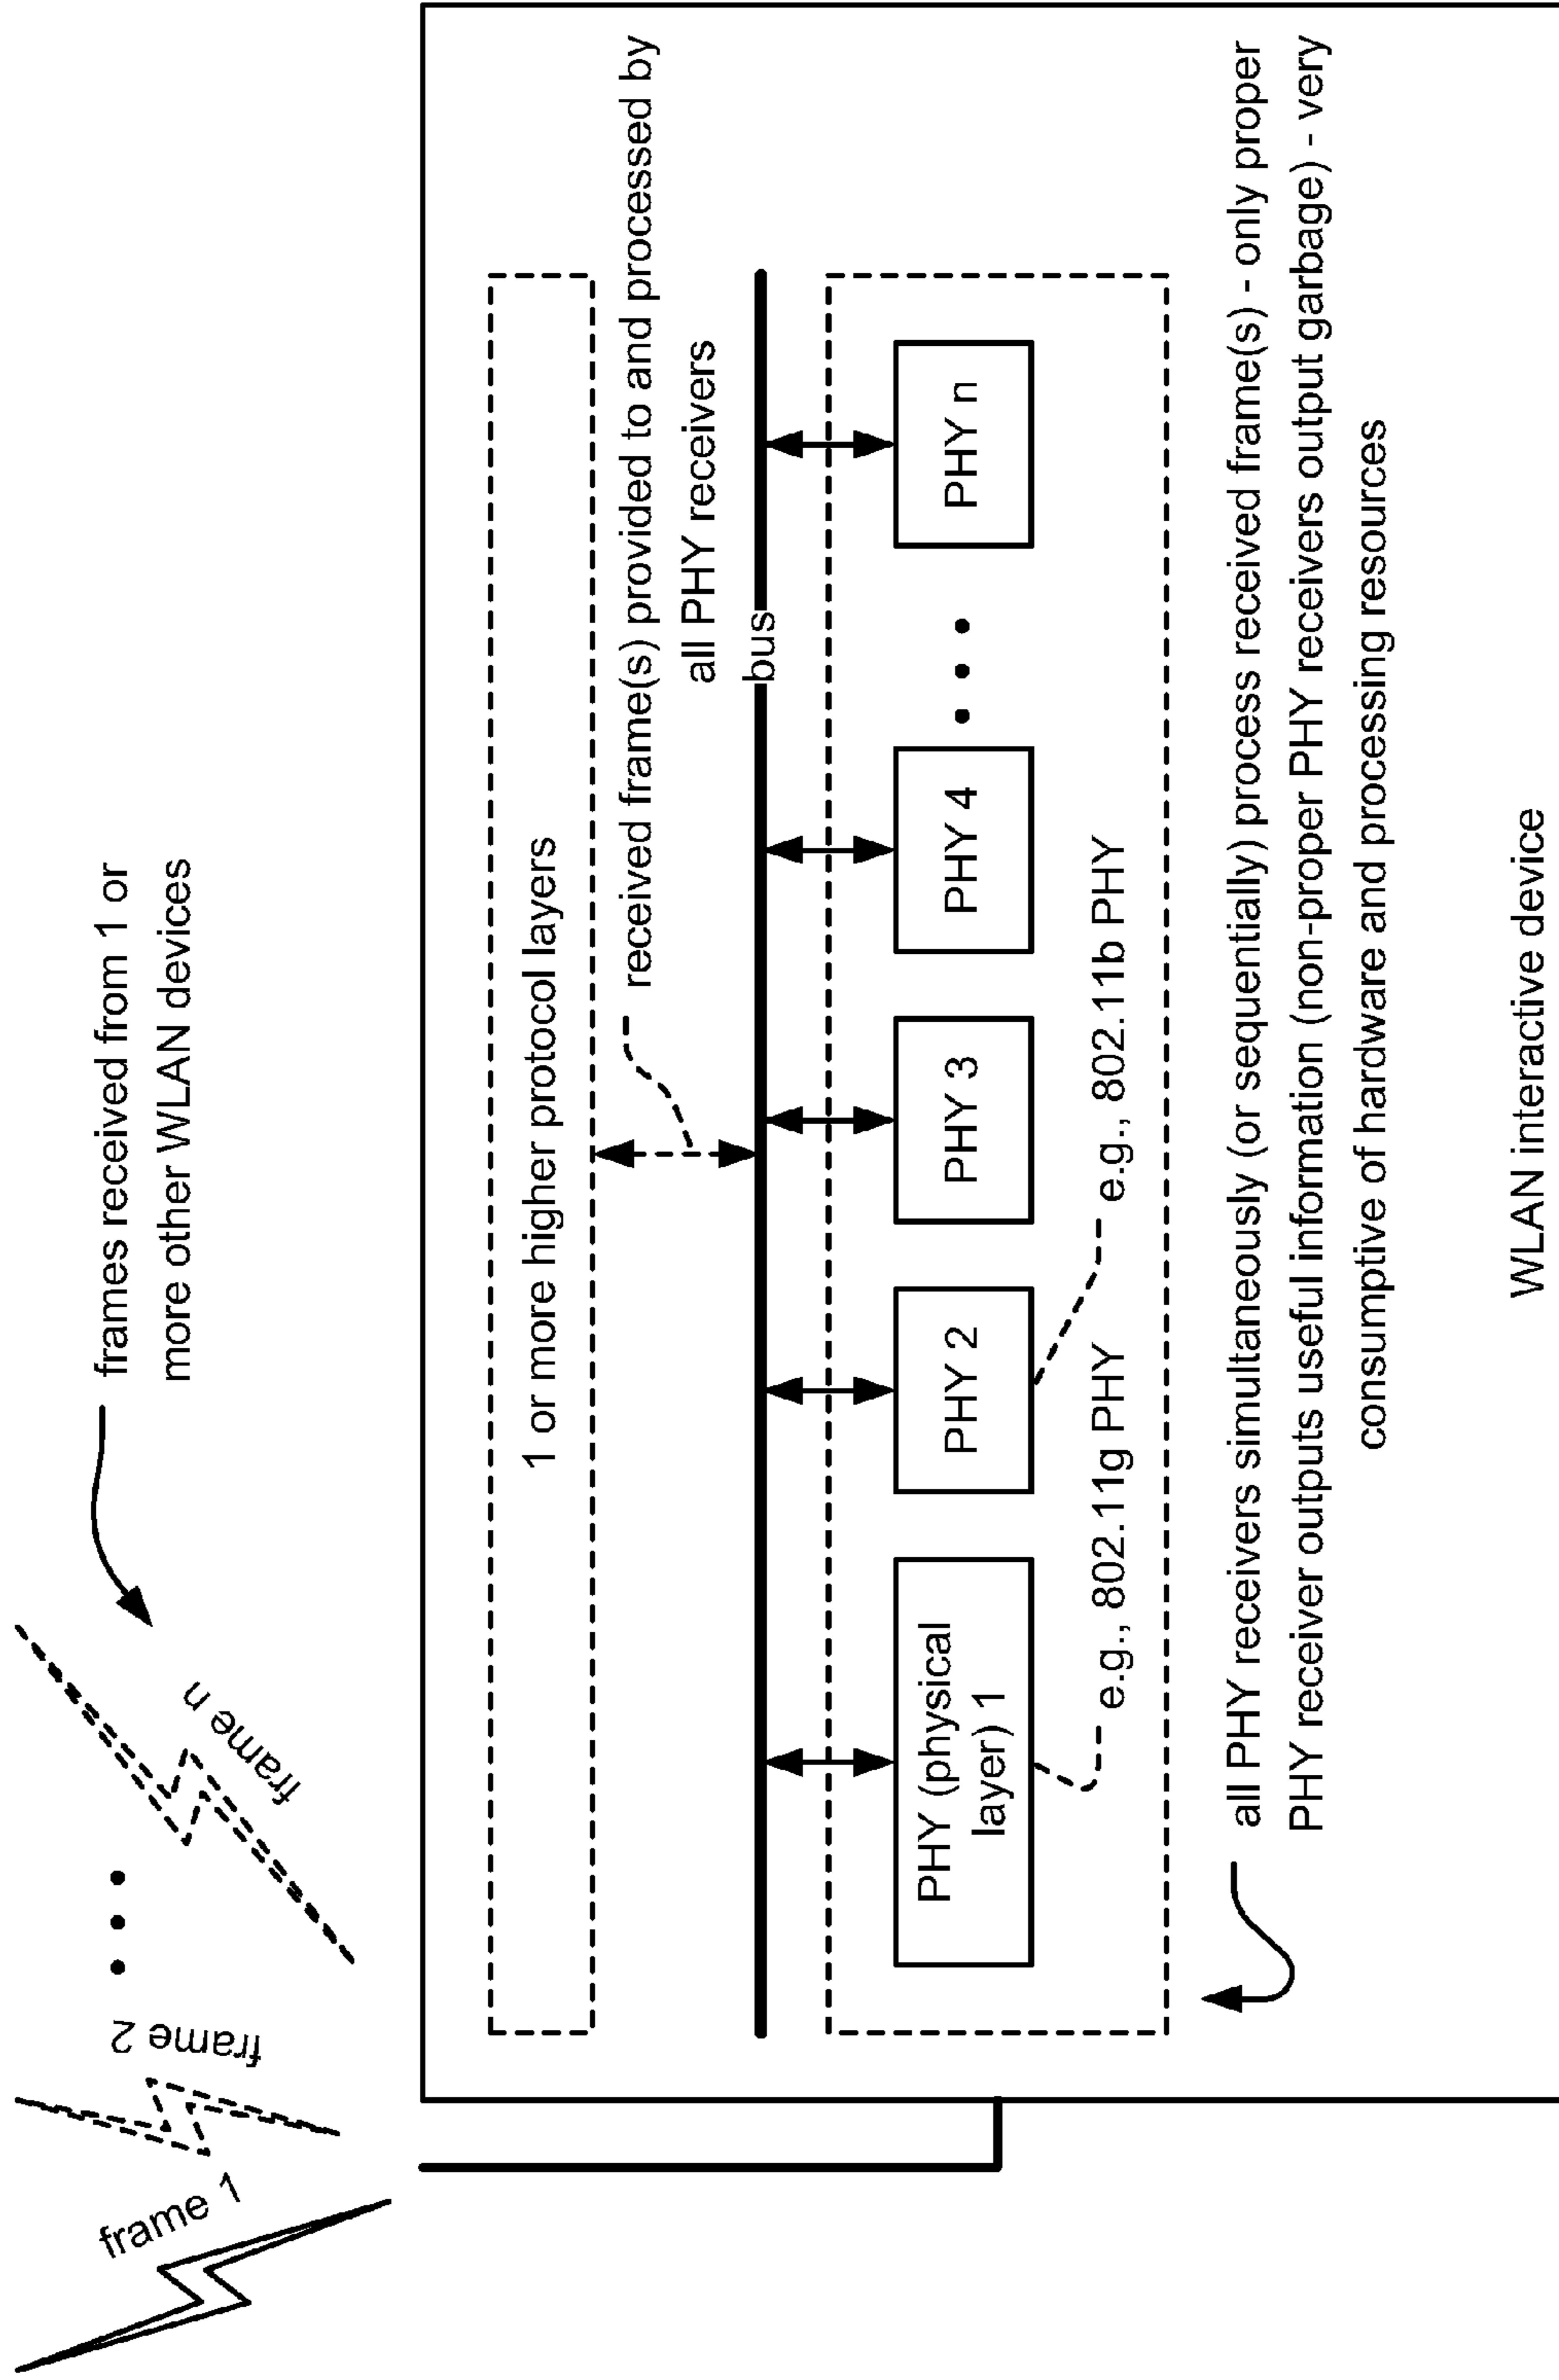 frame 1
frame 2
frame n
frames received from 1 or
more other WLAN devices
1 or more higher protocol layers
received frame(s) provided to and processed by
all PHY receivers
bus
PHY (physical
layer) 1
PHY 2
PHY 3
PHY 4
PHY n
e.g., 802.11g PHY
e.g., 802.11b PHY
all PHY receivers simultaneously (or sequentially) process received frame(s) - only proper
PHY receiver outputs useful information (non-proper PHY receivers output garbage) - very
consumptive of hardware and processing resources
WLAN interactive device